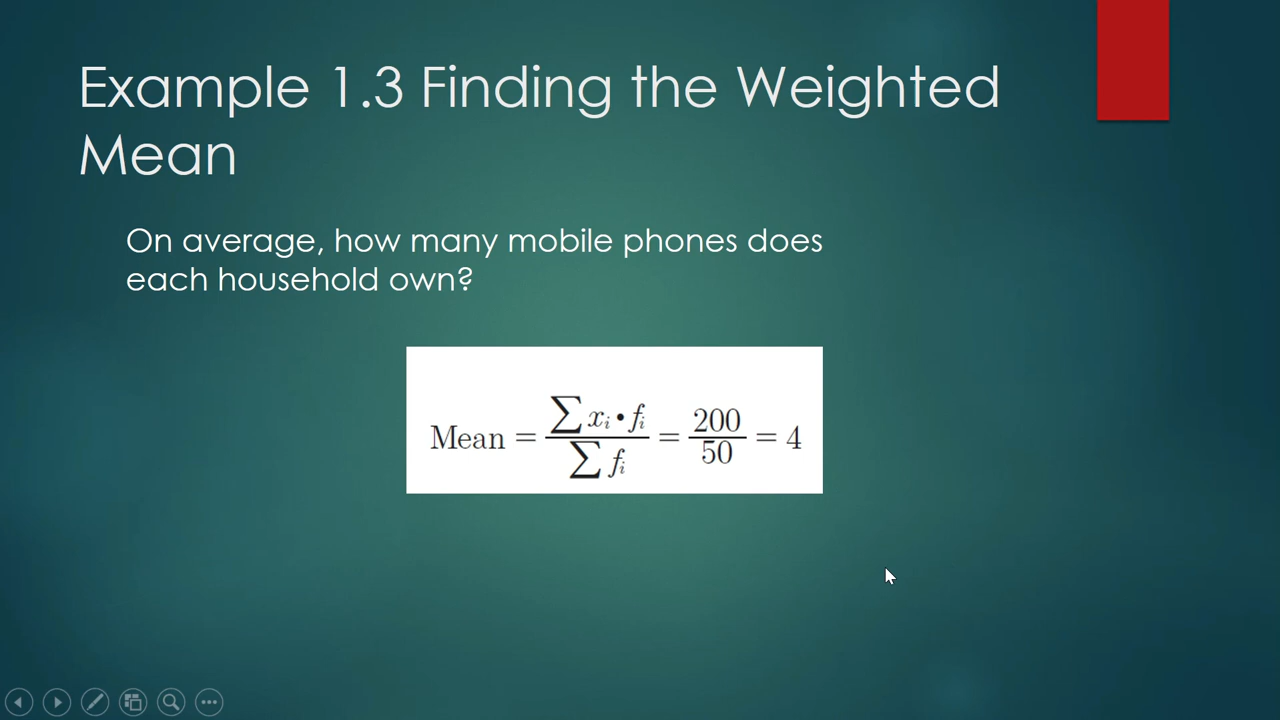 Example 1.3 Finding the Weighted
Mean
On average, how many mobile phones does
each household own?
Mean = ∑ xᵢ • fᵢ / ∑ fᵢ = 200 / 50 = 4